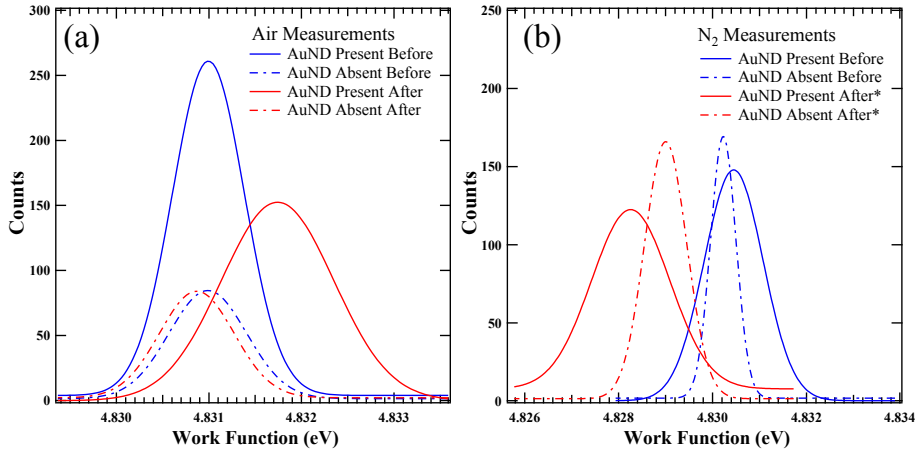 (a)
Air Measurements
AuND Present Before
AuND Absent Before
AuND Present After
AuND Absent After
300
250
200
150
100
50
0
Counts
4.830
4.831
4.832
4.833
Work Function (eV)
(b)
N₂ Measurements
AuND Present Before
AuND Absent Before
AuND Present After*
AuND Absent After*
250
200
150
100
50
0
Counts
4.826
4.828
4.830
4.832
4.834
Work Function (eV)